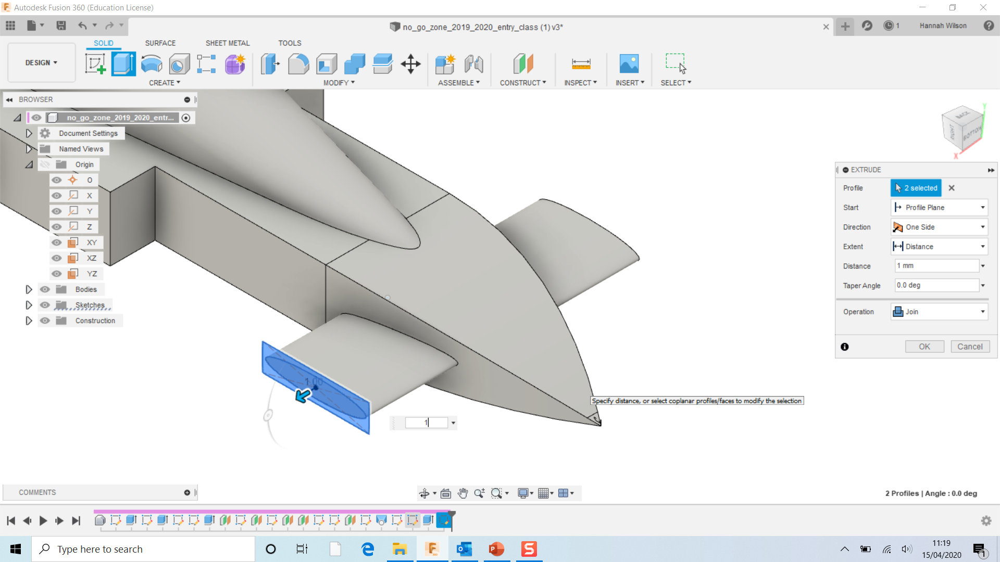 Autodesk Fusion 360 (Education License)
no_go_zone_2019_2020_entry_class (1) v3*
1
Hannah Wilson
SOLID
SURFACE
SHEET METAL
TOOLS
DESIGN
CREATE
MODIFY
ASSEMBLE
CONSTRUCT
INSPECT
INSERT
SELECT
BROWSER
no_go_zone_2019_2020_entr...
Document Settings
Named Views
Origin
O
X
Y
Z
XY
XZ
YZ
Bodies
Sketches
Construction
BACK
RIGHT
BOTTOM
Y
X
EXTRUDE
Profile
2 selected
Start
Profile Plane
Direction
One Side
Extent
Distance
Distance
1 mm
Taper Angle
0.0 deg
Operation
Join
OK
Cancel
1.00
Specify distance, or select coplanar profiles/faces to modify the selection
1
COMMENTS
2 Profiles | Angle : 0.0 deg
Type here to search
11:19
15/04/2020
1